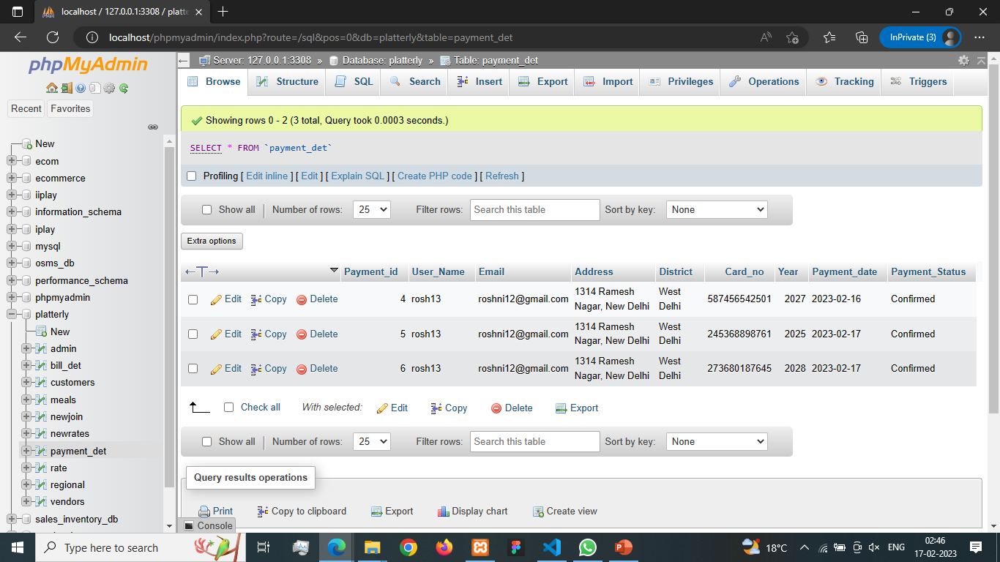 localhost / 127.0.0.1:3308 / platte
localhost/phpmyadmin/index.php?route=/sql&pos=0&db=platterly&table=payment_det
InPrivate (3)
phpMyAdmin
Recent Favorites
New
ecom
ecommerce
iiplay
information_schema
iplay
mysql
osms_db
performance_schema
phpmyadmin
platterly
New
admin
bill_det
customers
meals
newjoin
newrates
payment_det
rate
regional
vendors
sales_inventory_db
Server: 127.0.0.1:3308 » Database: platterly » Table: payment_det
Browse Structure SQL Search Insert Export Import Privileges Operations Tracking Triggers
Showing rows 0 - 2 (3 total, Query took 0.0003 seconds.)
SELECT * FROM `payment_det`
Profiling [ Edit inline ] [ Edit ] [ Explain SQL ] [ Create PHP code ] [ Refresh ]
Show all Number of rows: 25 Filter rows: Search this table Sort by key: None
Extra options
←T→ Payment_id User_Name Email Address District Card_no Year Payment_date Payment_Status
Edit Copy Delete 4 rosh13 roshni12@gmail.com 1314 Ramesh Nagar, New Delhi West Delhi 587456542501 2027 2023-02-16 Confirmed
Edit Copy Delete 5 rosh13 roshni12@gmail.com 1314 Ramesh Nagar, New Delhi West Delhi 245368898761 2025 2023-02-17 Confirmed
Edit Copy Delete 6 rosh13 roshni12@gmail.com 1314 Ramesh Nagar, New Delhi West Delhi 273680187645 2028 2023-02-17 Confirmed
Check all With selected: Edit Copy Delete Export
Show all Number of rows: 25 Filter rows: Search this table Sort by key: None
Query results operations
Print Copy to clipboard Export Display chart Create view
Console
Type here to search
18°C
ENG
02:46
17-02-2023